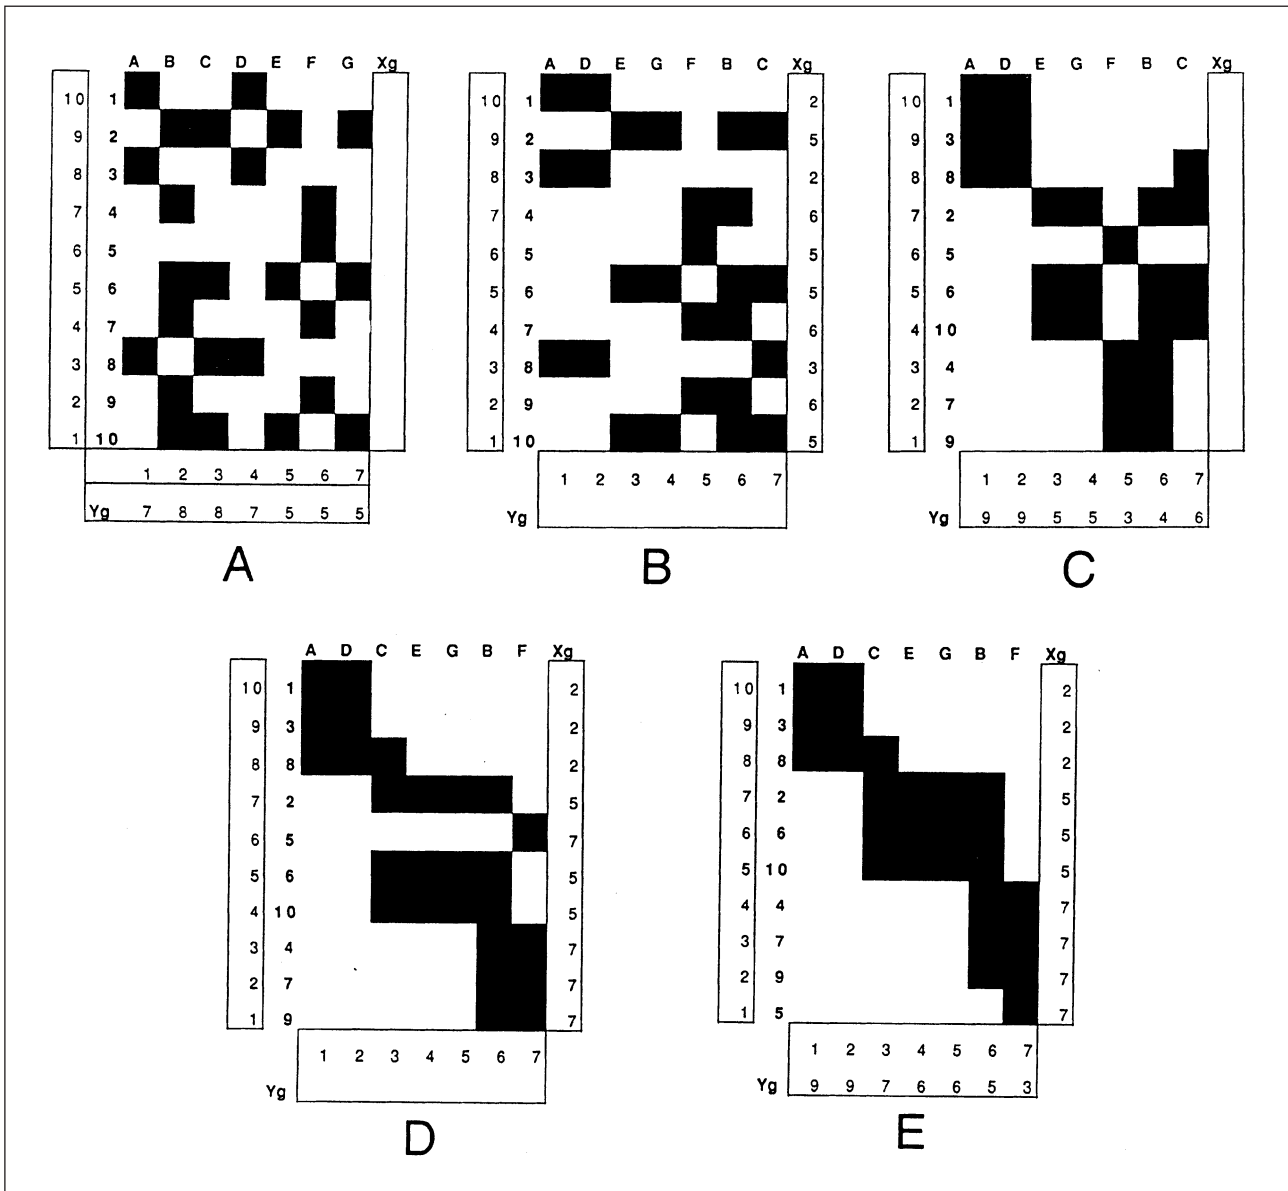 A B C D E F G Xg
10 1
9 2
8 3
7 4
6 5
5 6
4 7
3 8
2 9
1 10
1 2 3 4 5 6 7
Yg 7 8 8 7 5 5 5
A
A D E G F B C Xg
10 1 2
9 2 5
8 3 2
7 4 6
6 5 5
5 6 5
4 7 6
3 8 3
2 9 6
1 10 5
1 2 3 4 5 6 7
Yg
B
A D E G F B C Xg
10 1
9 3
8 8
7 2
6 5
5 6
4 10
3 4
2 7
1 9
1 2 3 4 5 6 7
Yg 9 9 5 5 3 4 6
C
A D C E G B F Xg
10 1 2
9 3 2
8 8 2
7 2 5
6 5 7
5 6 5
4 10 5
3 4 7
2 7 7
1 9 7
1 2 3 4 5 6 7
Yg
D
A D C E G B F Xg
10 1 2
9 3 2
8 8 2
7 2 5
6 6 5
5 10 5
4 4 7
3 7 7
2 9 7
1 5 7
1 2 3 4 5 6 7
Yg 9 9 7 6 6 5 3
E